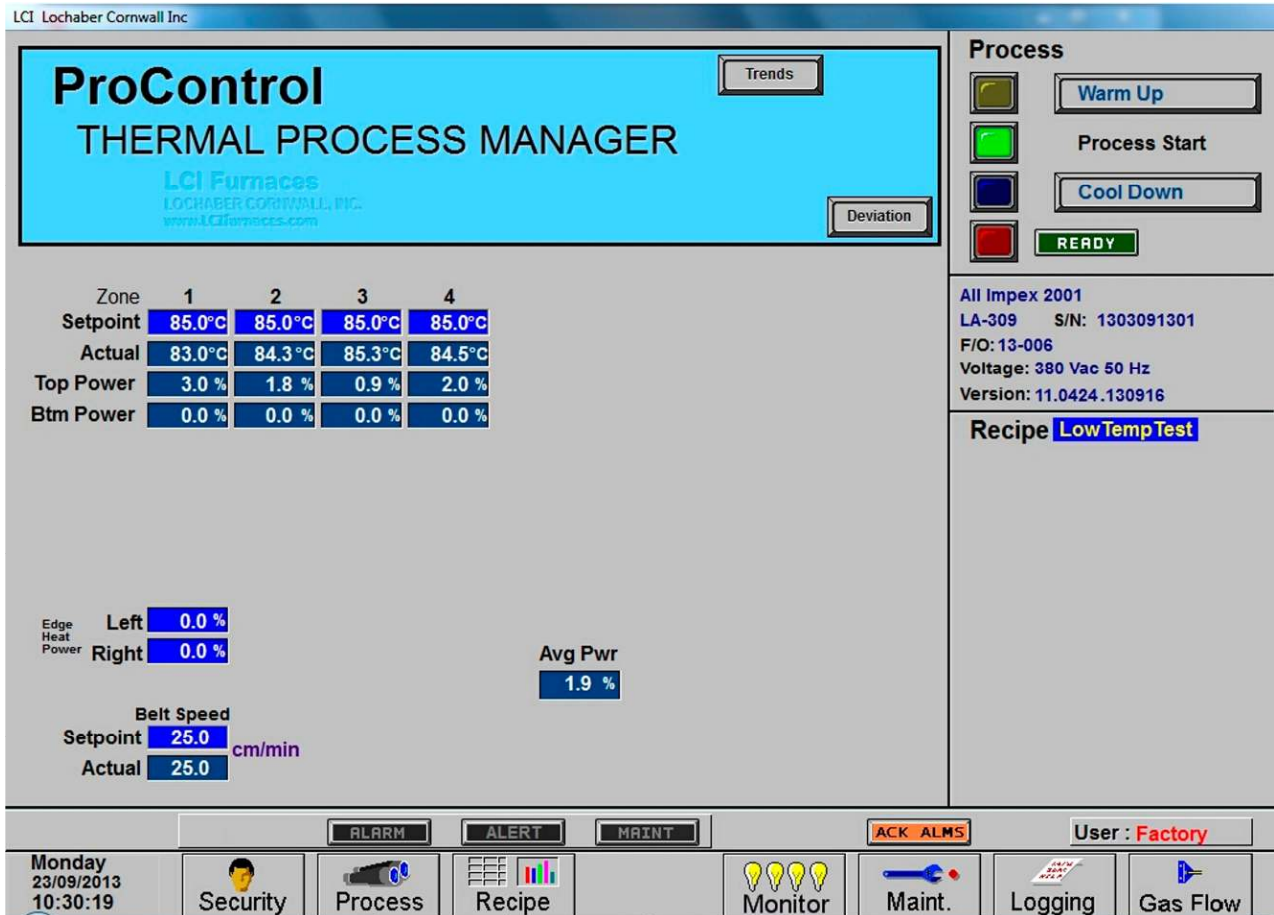 LCI Lochaber Cornwall Inc
ProControl
THERMAL PROCESS MANAGER
LCI Furnaces
LOCHABER CORNWALL, INC.
www.LCIfurnaces.com
Trends
Deviation
Process
Warm Up
Process Start
Cool Down
READY
All Impex 2001
LA-309 S/N: 1303091301
F/O: 13-006
Voltage: 380 Vac 50 Hz
Version: 11.0424.130916
Recipe LowTempTest
Zone 1 2 3 4
Setpoint 85.0°C 85.0°C 85.0°C 85.0°C
Actual 83.0°C 84.3°C 85.3°C 84.5°C
Top Power 3.0 % 1.8 % 0.9 % 2.0 %
Btm Power 0.0 % 0.0 % 0.0 % 0.0 %
Edge Heat Power
Left 0.0 %
Right 0.0 %
Avg Pwr
1.9 %
Belt Speed
Setpoint 25.0
cm/min
Actual 25.0
ALARM ALERT MAINT ACK ALMS User : Factory
Monday
23/09/2013
10:30:19
Security Process Recipe Monitor Maint. Logging Gas Flow